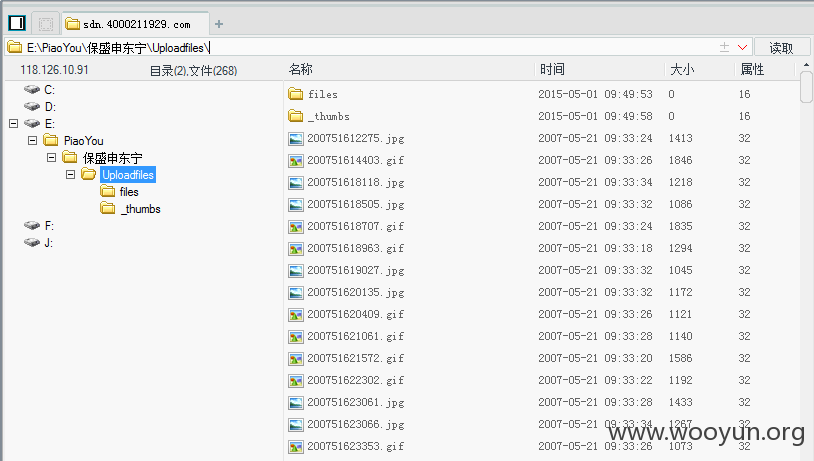 sdn.4000211929.com +
E:\PiaoYou\保盛申东宁\Uploadfiles\ 读取
118.126.10.91 目录(2),文件(268) 名称 时间 大小 属性
C:
D:
E:
PiaoYou
保盛申东宁
Uploadfiles
files
_thumbs
F:
J:
files 2015-05-01 09:49:53 0 16
_thumbs 2015-05-01 09:49:58 0 16
200751612275.jpg 2007-05-21 09:33:24 1413 32
200751614403.gif 2007-05-21 09:33:26 1846 32
200751618118.jpg 2007-05-21 09:33:34 1218 32
200751618505.jpg 2007-05-21 09:33:32 1086 32
200751618707.gif 2007-05-21 09:33:24 1835 32
200751618963.gif 2007-05-21 09:33:18 1294 32
200751619027.jpg 2007-05-21 09:33:32 1045 32
200751620135.jpg 2007-05-21 09:33:32 1172 32
200751620409.gif 2007-05-21 09:33:26 1121 32
200751621061.gif 2007-05-21 09:33:28 1140 32
200751621572.gif 2007-05-21 09:33:20 1586 32
200751622302.gif 2007-05-21 09:33:22 1192 32
200751623061.jpg 2007-05-21 09:33:28 1433 32
200751623066.jpg 2007-05-21 09:33:34 1267 32
200751623353.gif 2007-05-21 09:33:26 1073 32
www.wooyun.org